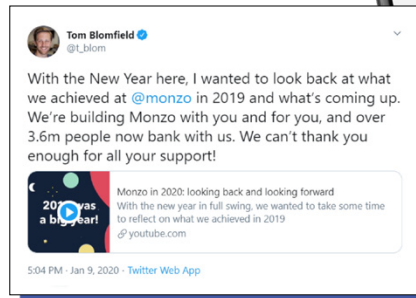 Tom Blomfield
@t_blom
With the New Year here, I wanted to look back at what
we achieved at @monzo in 2019 and what's coming up.
We're building Monzo with you and for you, and over
3.6m people now bank with us. We can't thank you
enough for all your support!
was
a big year!
Monzo in 2020: looking back and looking forward
With the new year in full swing, we wanted to take some time
to reflect on what we achieved in 2019
youtube.com
5:04 PM · Jan 9, 2020 · Twitter Web App